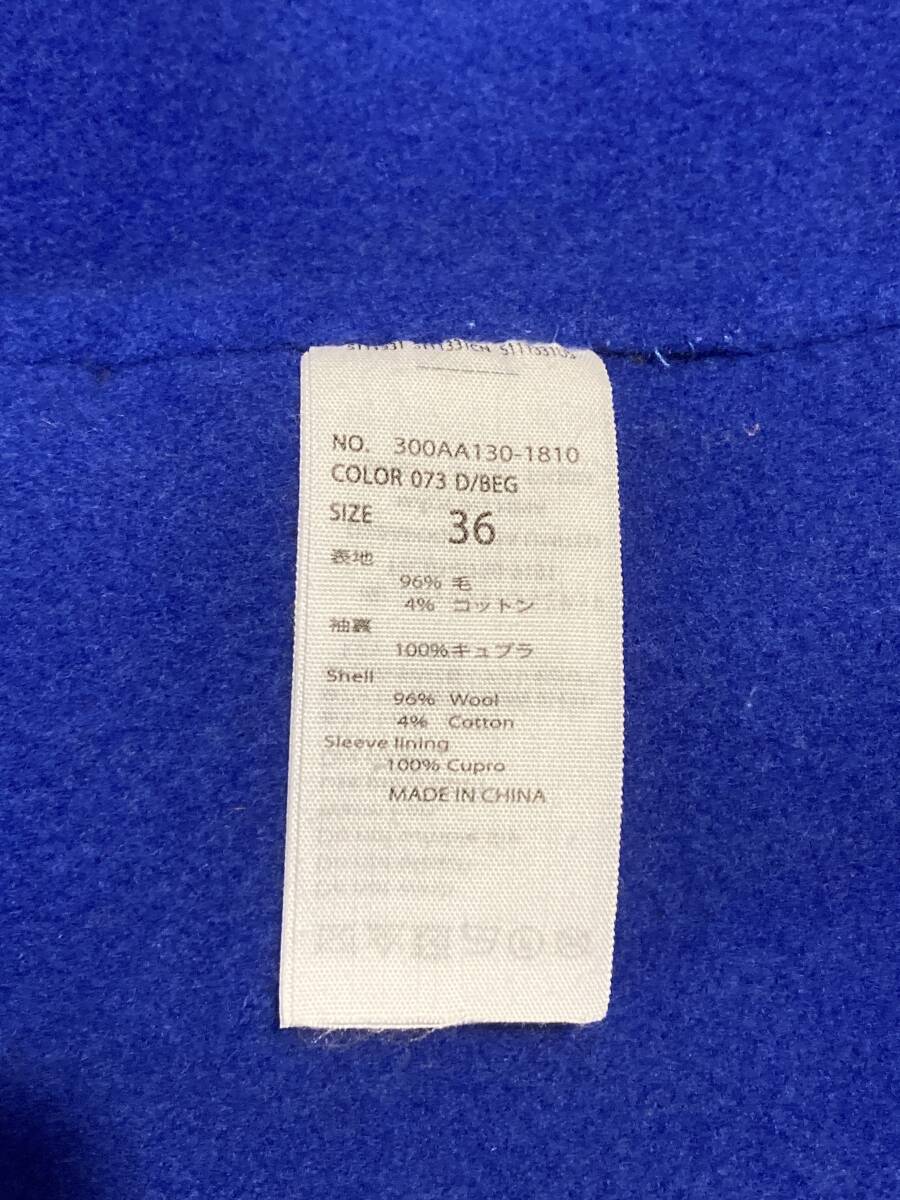 NO. 300AA130-1810
COLOR 073 D/BEG
SIZE 36
表地
96% 毛
4% コットン
袖裏
100%キュプラ
Shell
96% Wool
4% Cotton
Sleeve lining
100% Cupro
MADE IN CHINA